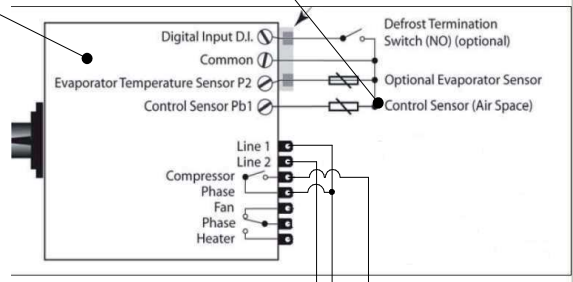 Digital Input D.I.
Defrost Termination
Switch (NO) (optional)
Common
Evaporator Temperature Sensor P2
Optional Evaporator Sensor
Control Sensor Pb1
Control Sensor (Air Space)
Line 1
Line 2
Compressor
Phase
Fan
Phase
Heater